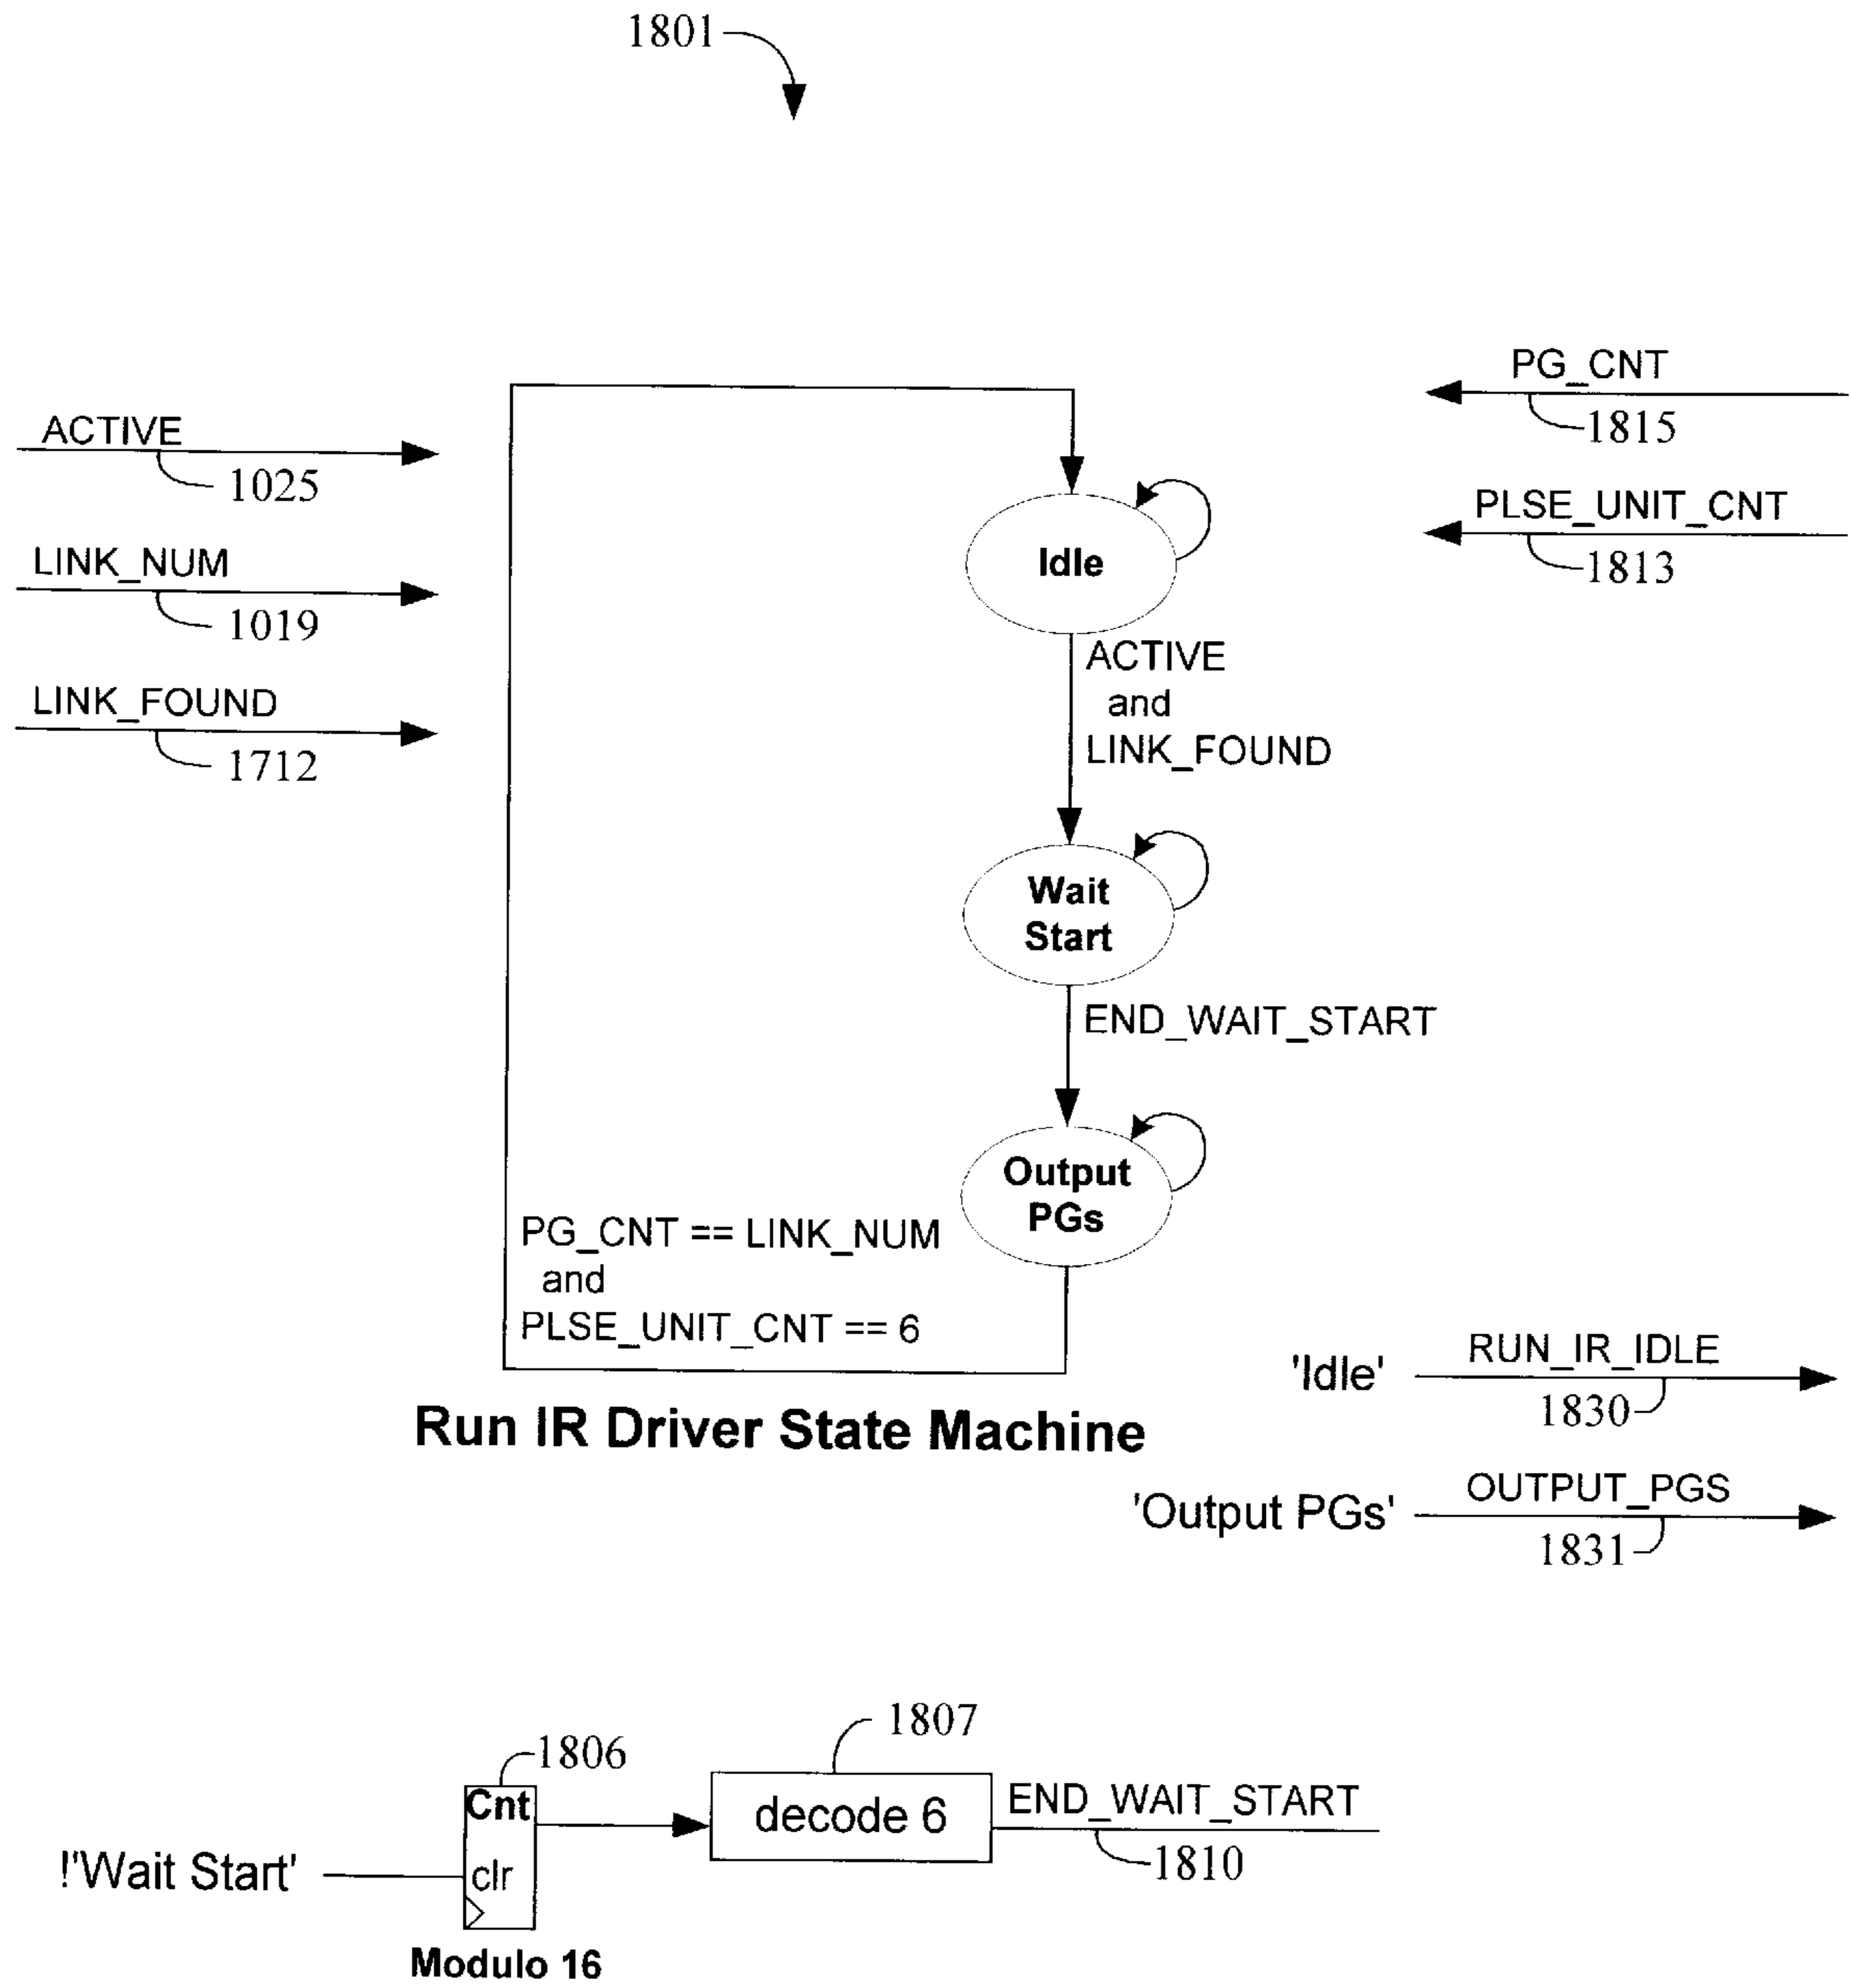 1801
PG_CNT
1815
ACTIVE
1025
PLSE_UNIT_CNT
1813
LINK_NUM
1019
LINK_FOUND
1712
Idle
ACTIVE
and
LINK_FOUND
Wait
Start
END_WAIT_START
Output
PGs
PG_CNT == LINK_NUM
and
PLSE_UNIT_CNT == 6
Run IR Driver State Machine
'Idle'
RUN_IR_IDLE
1830
'Output PGs'
OUTPUT_PGS
1831
1807
1806
Cnt
decode 6
END_WAIT_START
1810
!'Wait Start'
clr
Modulo 16